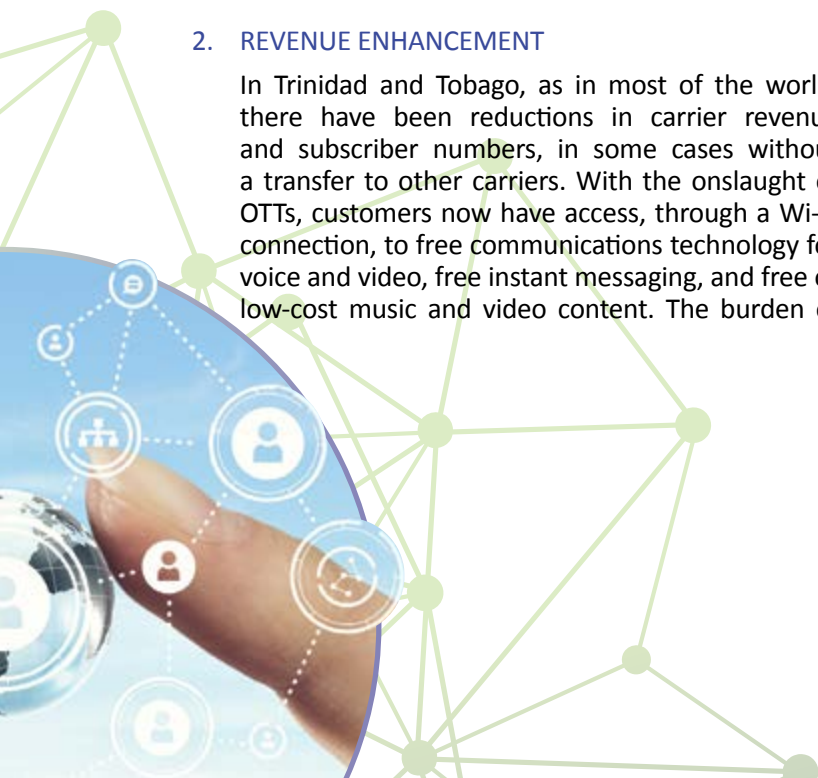 2. REVENUE ENHANCEMENT
In Trinidad and Tobago, as in most of the worl
there have been reductions in carrier revenu
and subscriber numbers, in some cases withou
a transfer to other carriers. With the onslaught o
OTTs, customers now have access, through a Wi-
connection, to free communications technology fo
voice and video, free instant messaging, and free o
low-cost music and video content. The burden o